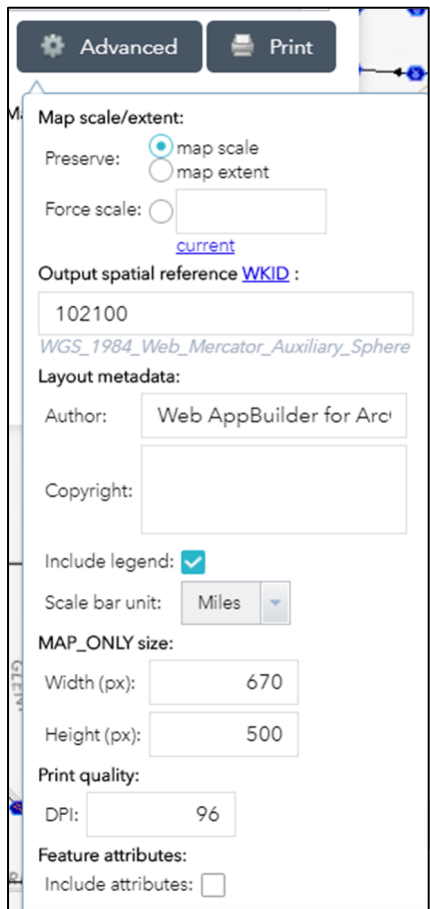 Advanced
Print
Map scale/extent:
Preserve:
map scale
map extent
Force scale:
current
Output spatial reference WKID :
102100
WGS_1984_Web_Mercator_Auxiliary_Sphere
Layout metadata:
Author: Web AppBuilder for Arc
Copyright:
Include legend:
Scale bar unit: Miles
MAP_ONLY size:
Width (px): 670
Height (px): 500
Print quality:
DPI: 96
Feature attributes:
Include attributes:
GLEN